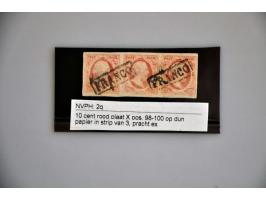 FRANCO FRANCO
NVPH: 2q
10 cent rood plaat X pos. 98-100 op dun
papier in strip van 3, pracht ex